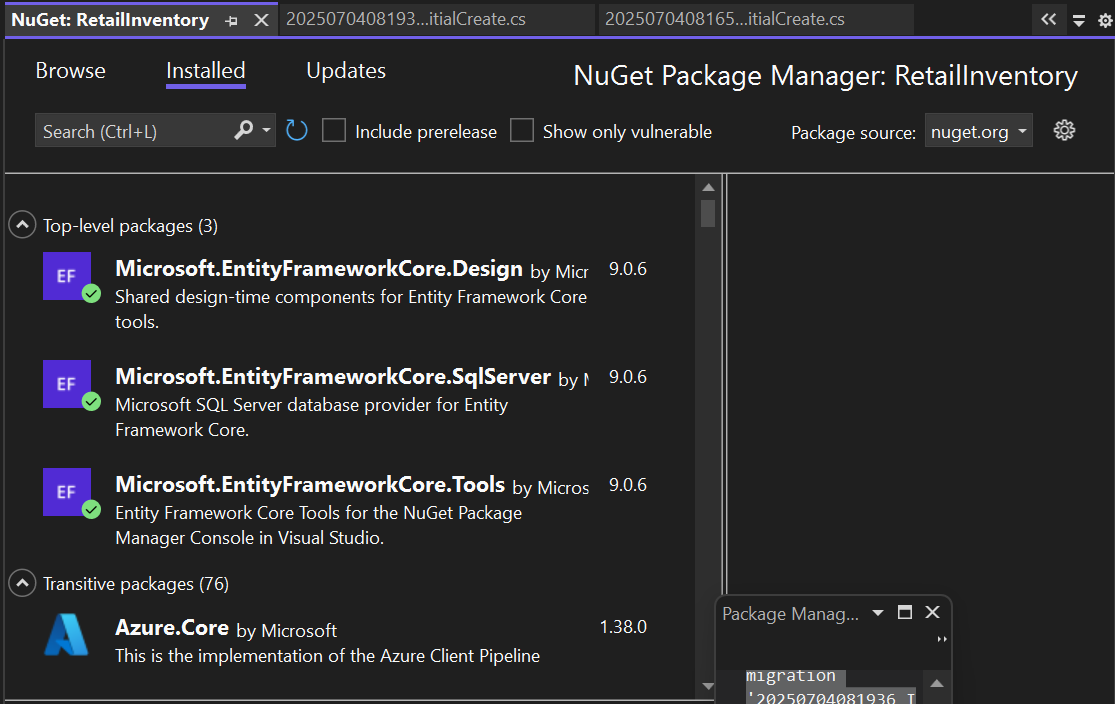 NuGet: RetailInventory
2025070408193...itialCreate.cs
2025070408165...itialCreate.cs
Browse
Installed
Updates
NuGet Package Manager: RetailInventory
Search (Ctrl+L)
Include prerelease
Show only vulnerable
Package source:
nuget.org
Top-level packages (3)
EF
Microsoft.EntityFrameworkCore.Design by Micr
9.0.6
Shared design-time components for Entity Framework Core
tools.
EF
Microsoft.EntityFrameworkCore.SqlServer by M
9.0.6
Microsoft SQL Server database provider for Entity
Framework Core.
EF
Microsoft.EntityFrameworkCore.Tools by Micros
9.0.6
Entity Framework Core Tools for the NuGet Package
Manager Console in Visual Studio.
Transitive packages (76)
Azure.Core by Microsoft
1.38.0
This is the implementation of the Azure Client Pipeline
Package Manag...
migration
'20250704081936_I